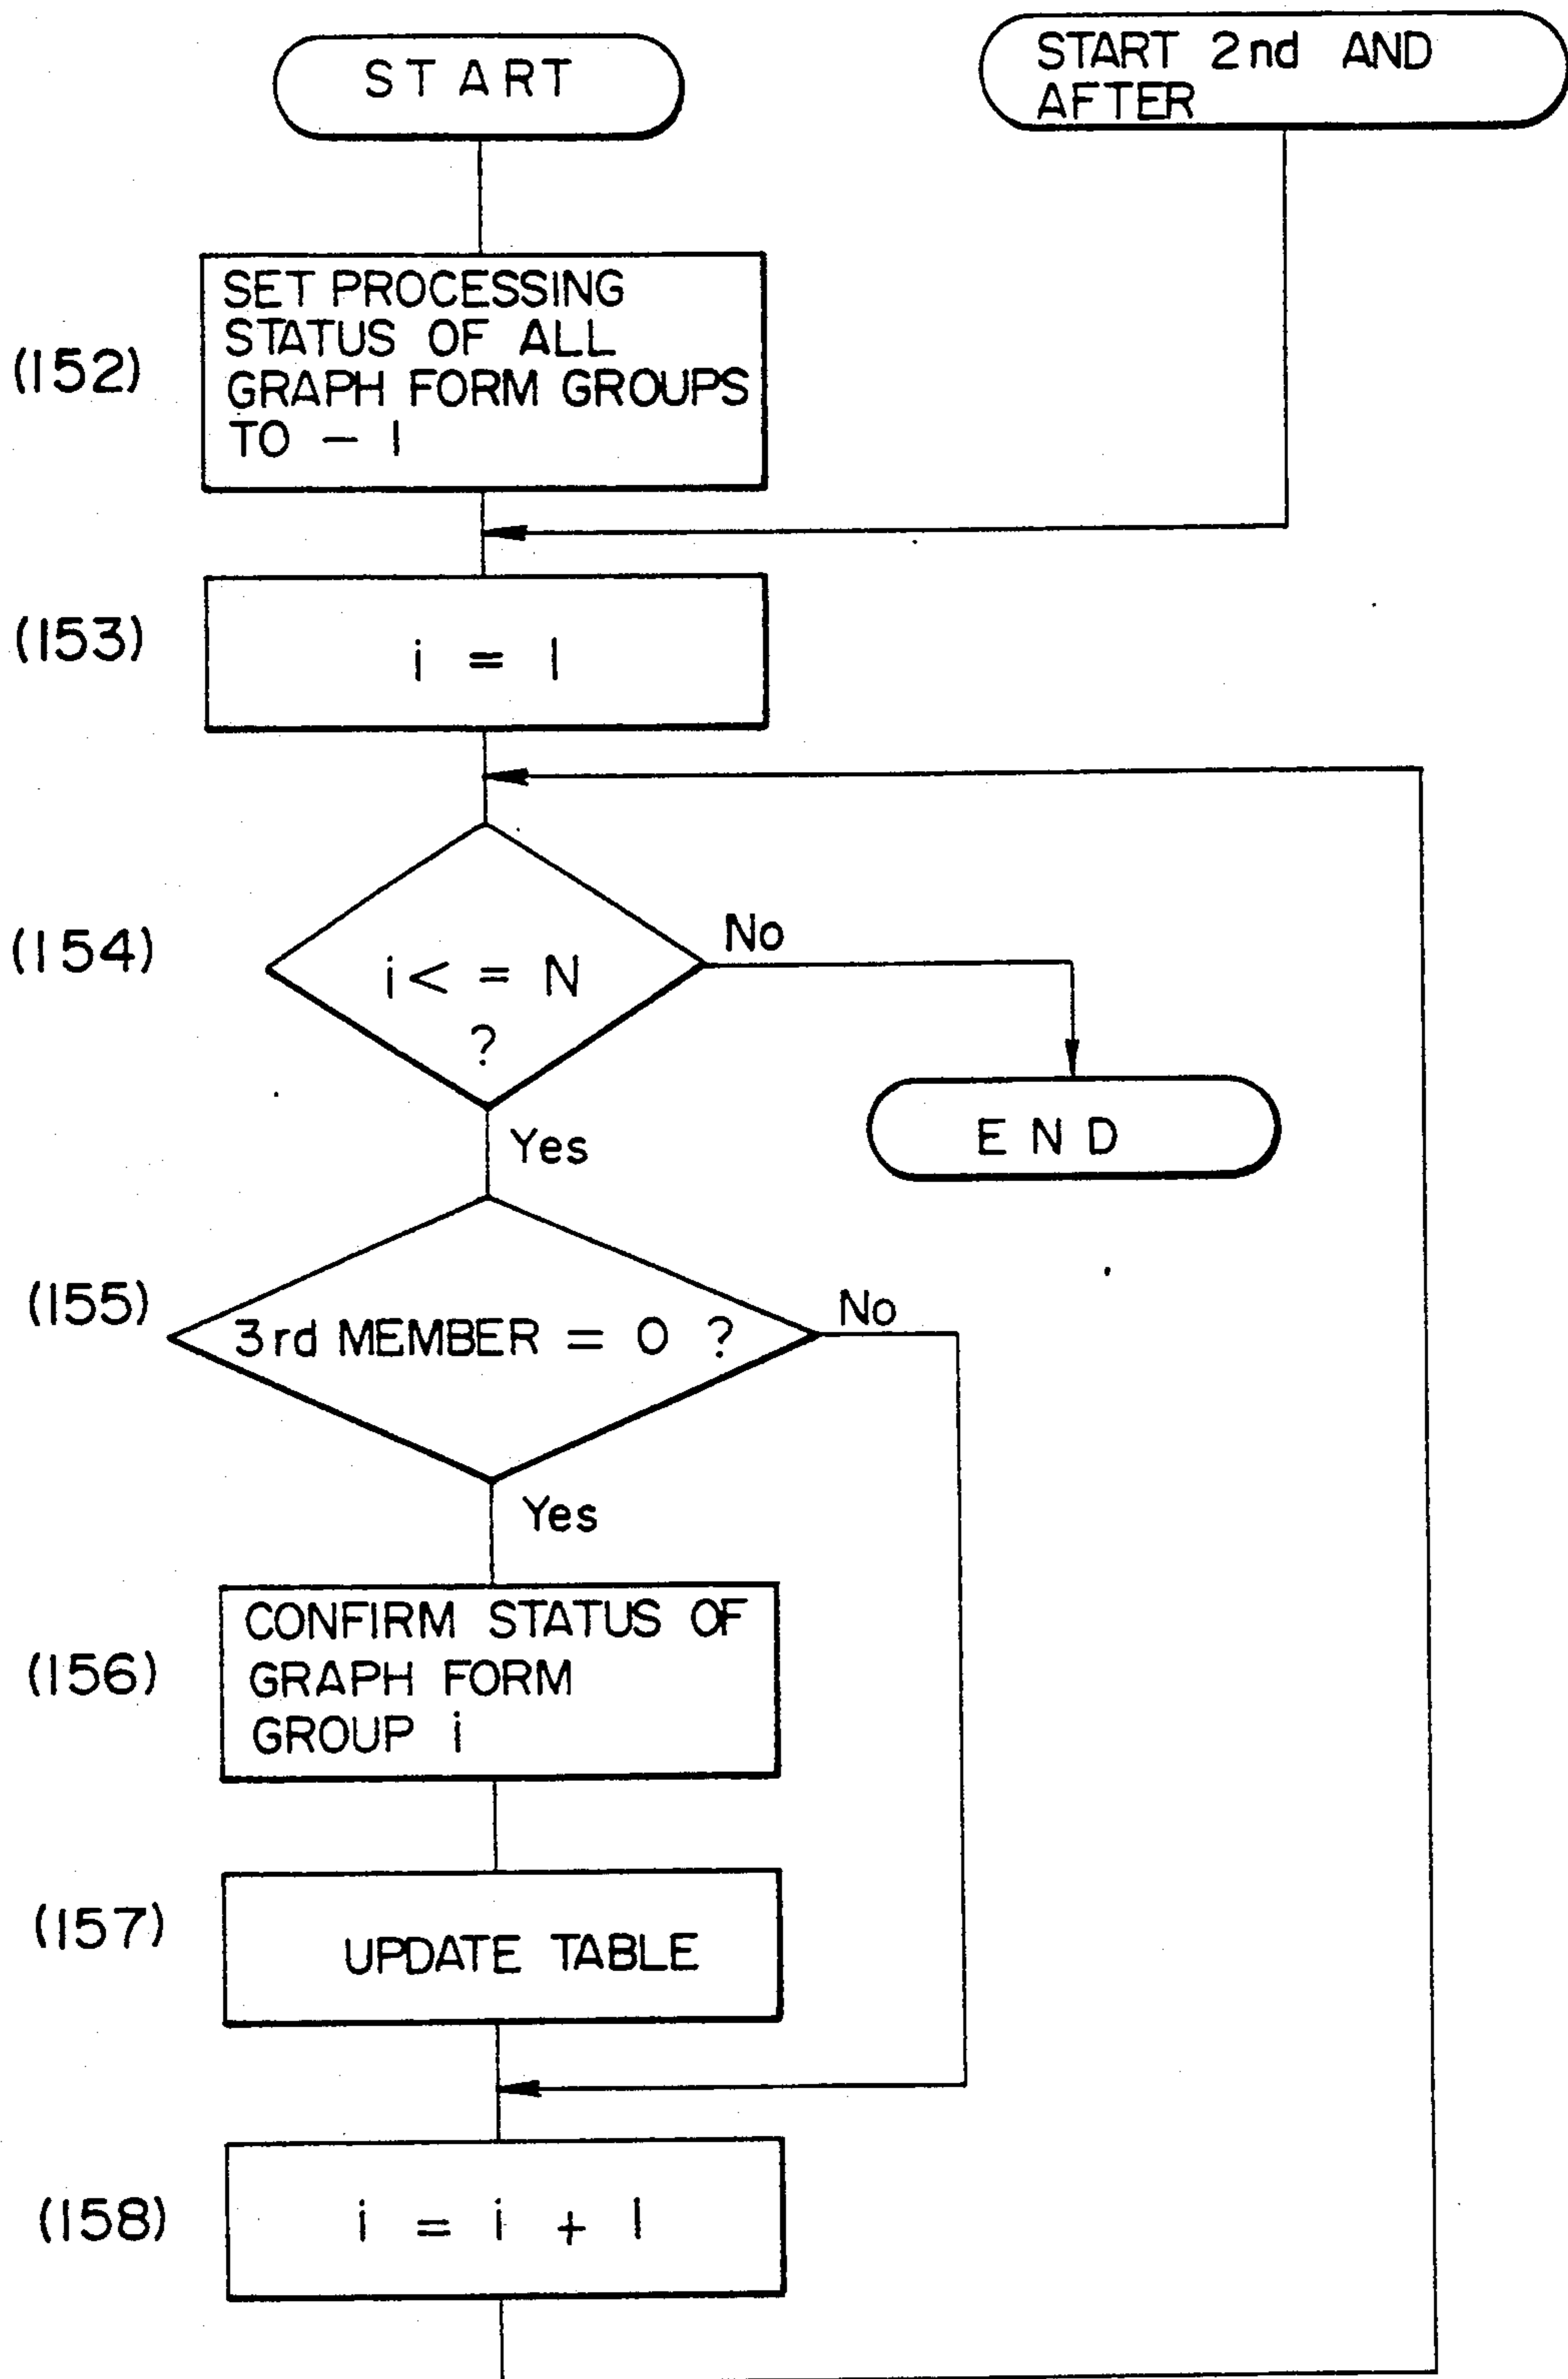 START
START 2nd AND
AFTER
(152)
SET PROCESSING
STATUS OF ALL
GRAPH FORM GROUPS
TO - 1
(153)
i = 1
(154)
i < = N
?
No
Yes
END
(155)
3rd MEMBER = 0 ?
No
Yes
(156)
CONFIRM STATUS OF
GRAPH FORM
GROUP i
(157)
UPDATE TABLE
(158)
i = i + 1